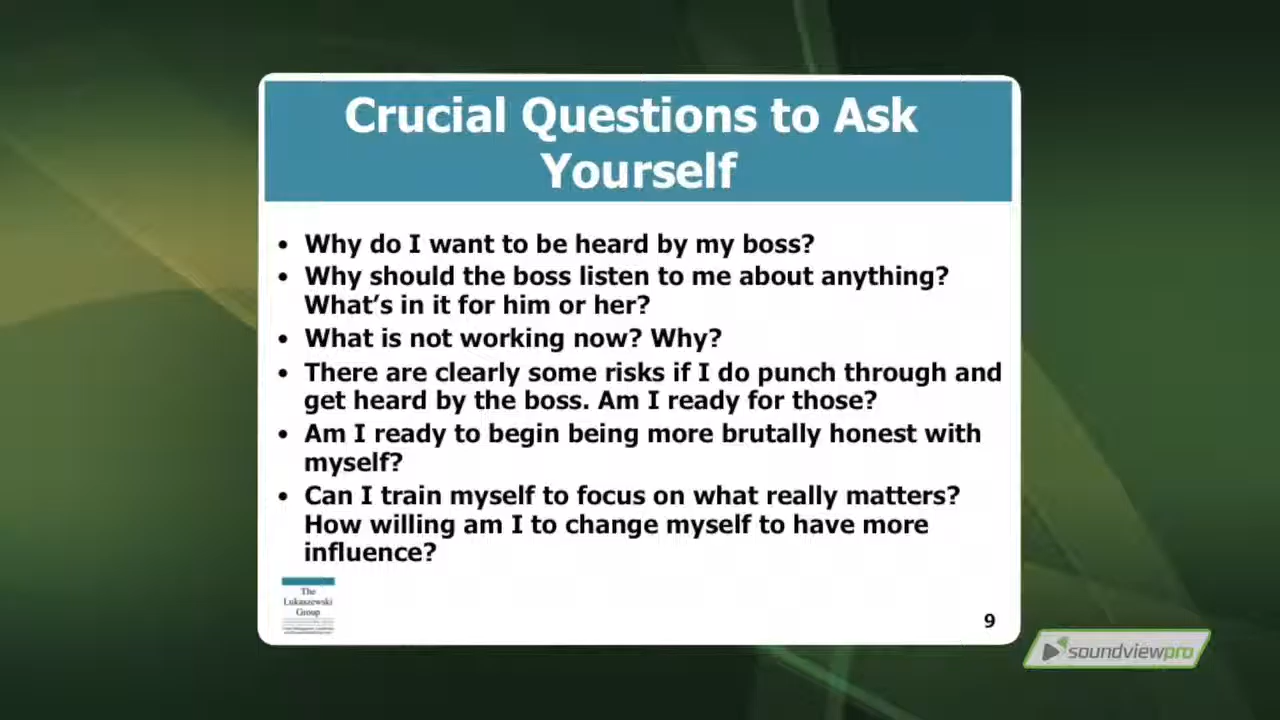 Crucial Questions to Ask
Yourself
• Why do I want to be heard by my boss?
• Why should the boss listen to me about anything?
What's in it for him or her?
• What is not working now? Why?
• There are clearly some risks if I do punch through and
get heard by the boss. Am I ready for those?
• Am I ready to begin being more brutally honest with
myself?
• Can I train myself to focus on what really matters?
How willing am I to change myself to have more
influence?
The
Lukaszewski
Group
9
soundviewpro